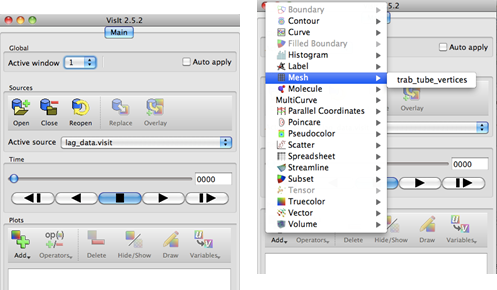 VisIt 2.5.2
Main
Global
Active window 1 Auto apply
Sources
Open Close Reopen Replace Overlay
Active source lag_data.visit
Time
0000
Plots
op(=)
Add Operators Delete Hide/Show Draw Variables
Boundary
Contour
Curve
Filled Boundary
Histogram
Label
Mesh
Molecule
MultiCurve
Parallel Coordinates
Poincare
Pseudocolor
Scatter
Spreadsheet
Streamline
Subset
Tensor
Truecolor
Vector
Volume
trab_tube_vertices
2.5.2
Auto apply
Overlay
0000
Add Operators Delete Hide/Show Draw Variables